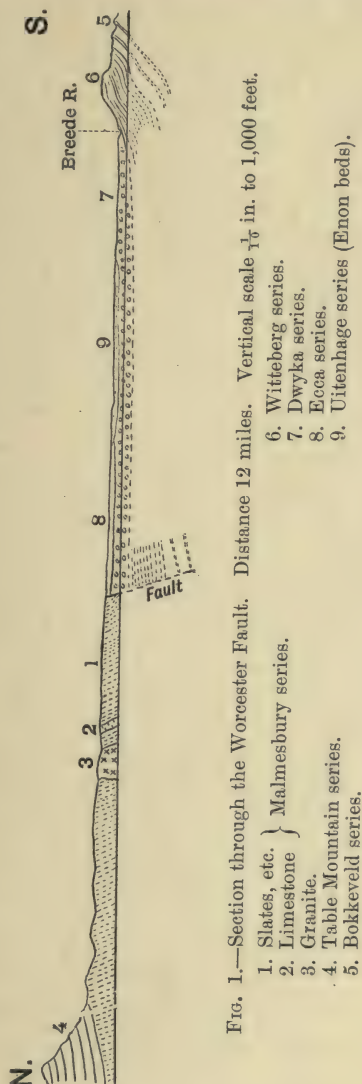 N.
S.
4
3
2
1
8
9
7
6
5
Breede R.
Fault
FIG. 1.—Section through the Worcester Fault. Distance 12 miles. Vertical scale 1/10 in. to 1,000 feet.
1. Slates, etc. } Malmesbury series.
2. Limestone
3. Granite.
4. Table Mountain series.
5. Bokkeveld series.
6. Witteberg series.
7. Dwyka series.
8. Ecca series.
9. Uitenhage series (Enon beds).